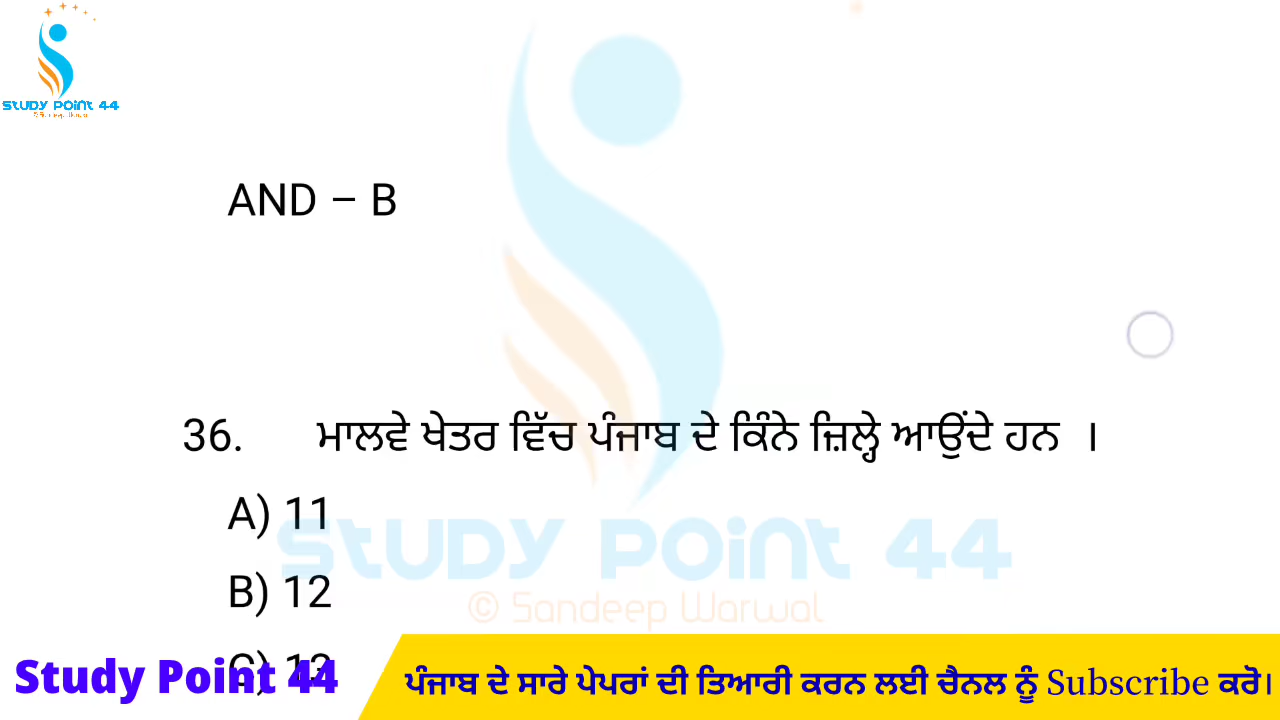 STUDY POINT 44
AND – B
36. ਮਾਲਵੇ ਖੇਤਰ ਵਿੱਚ ਪੰਜਾਬ ਦੇ ਕਿੰਨੇ ਜ਼ਿਲ੍ਹੇ ਆਉਂਦੇ ਹਨ ।
A) 11
STUDY POINT 44
B) 12
© Sandeep Warwal
C) 13
Study Point 44
ਪੰਜਾਬ ਦੇ ਸਾਰੇ ਪੇਪਰਾਂ ਦੀ ਤਿਆਰੀ ਕਰਨ ਲਈ ਚੈਨਲ ਨੂੰ Subscribe ਕਰੋ।